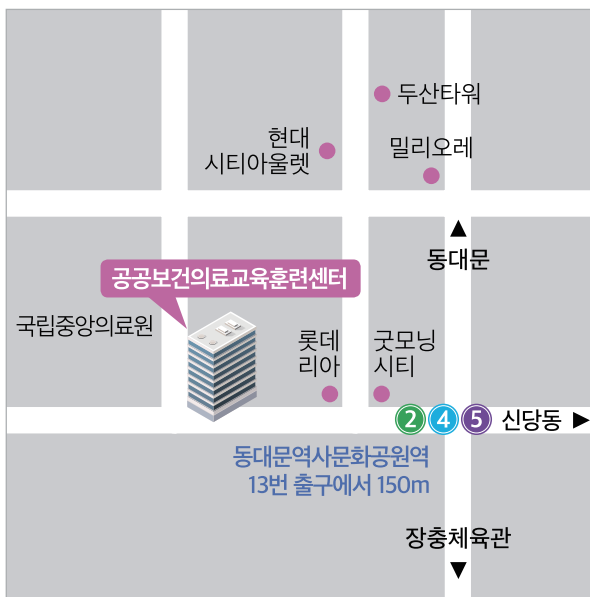 두산타워
현대
시티아울렛
밀리오레
▲
동대문
공공보건의료교육훈련센터
국립중앙의료원
롯데
리아
굿모닝
시티
2 4 5 신당동 ▶
동대문역사문화공원역
13번 출구에서 150m
장충체육관
▼